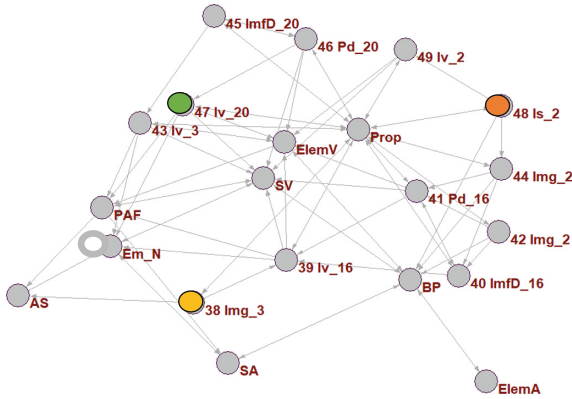 45 ImfD_20
46 Pd_20
49 Iv_2
47 Iv_20
48 Is_2
43 Iv_3
Prop
ElemV
44 Img_2
SV
41 Pd_16
PAF
42 Img_2
Em_N
39 Iv_16
40 ImfD_16
BP
AS
38 Img_3
SA
ElemA